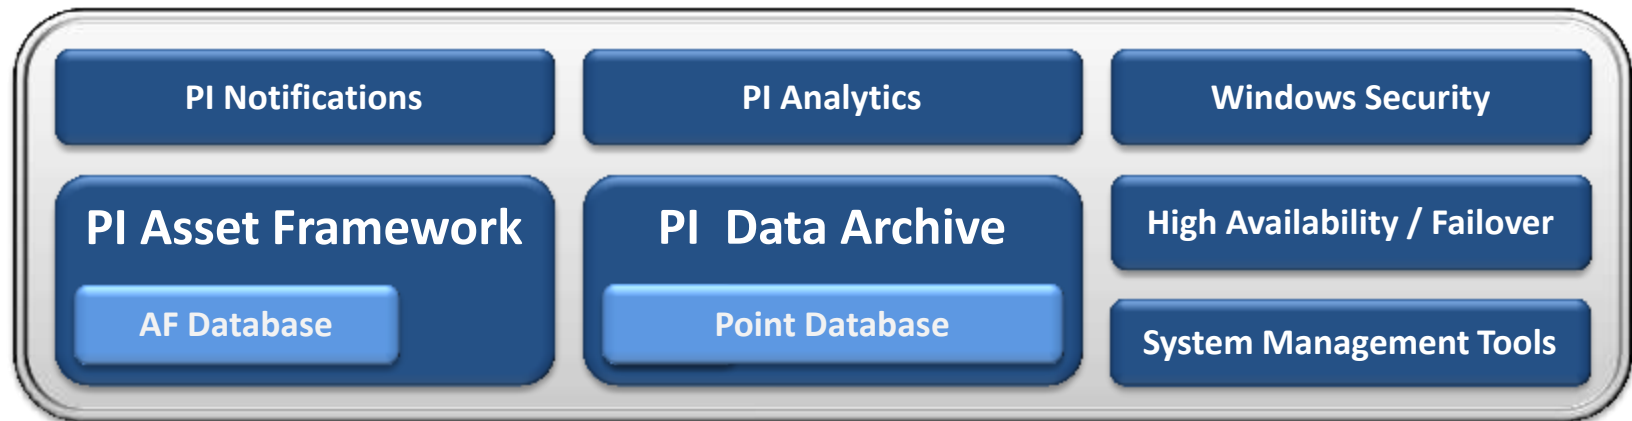 PI Notifications
PI Analytics
Windows Security
PI Asset Framework
AF Database
PI  Data Archive
Point Database
High Availability / Failover
System Management Tools